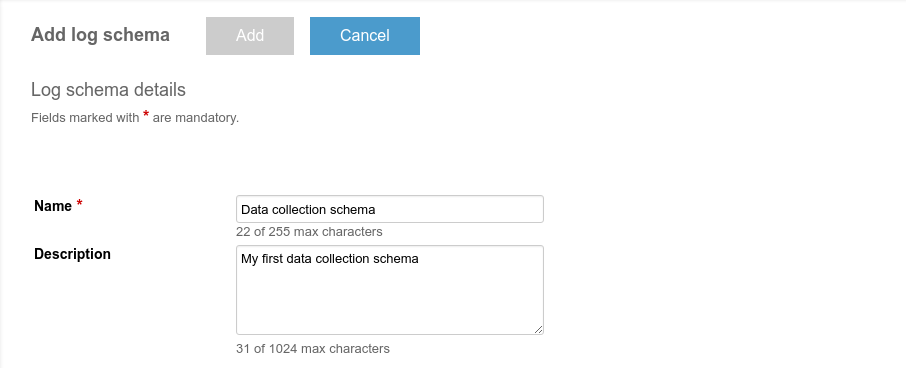 Add log schema Add Cancel
Log schema details
Fields marked with * are mandatory.
Name * Data collection schema
22 of 255 max characters
Description My first data collection schema
31 of 1024 max characters